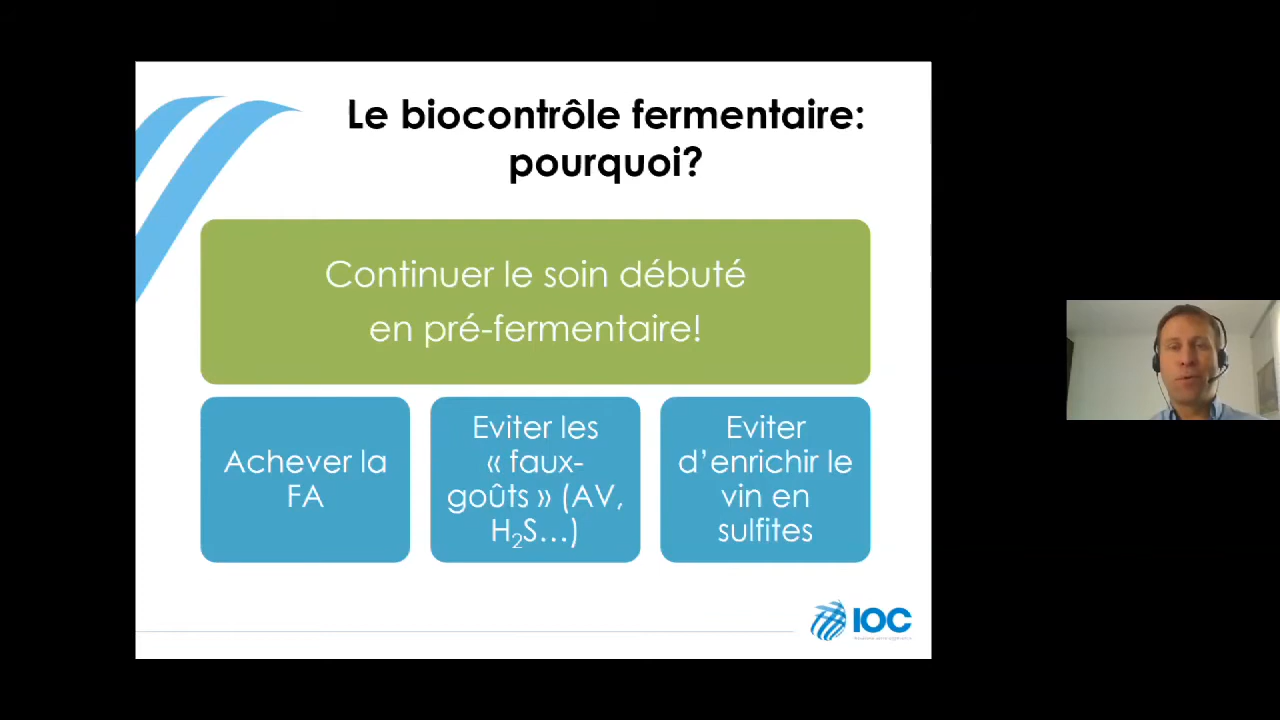 Le biocontrôle fermentaire:
pourquoi?
Continuer le soin débuté
en pré-fermentaire!
Achever la
FA
Eviter les
« faux-
goûts » (AV,
H₂S…)
Eviter
d’enrichir le
vin en
sulfites
IOC